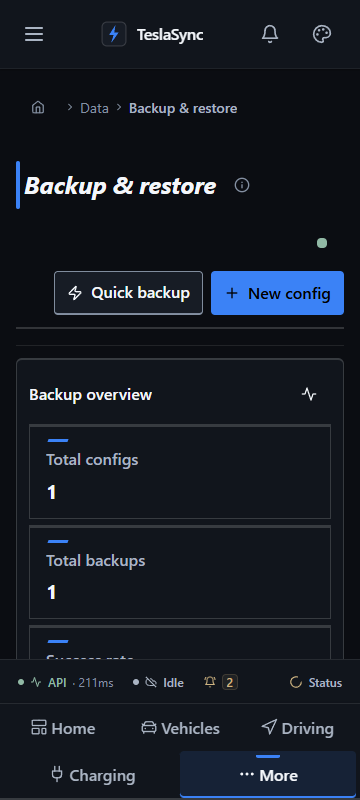 TeslaSync
Data
Backup & restore
Backup & restore
Quick backup
New config
Backup overview
Total configs
1
Total backups
1
API · 211ms
Idle
2
Status
Home
Vehicles
Driving
Charging
More